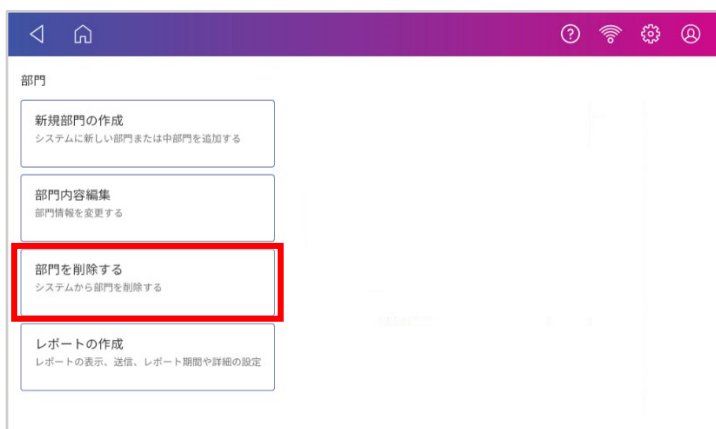 部門
新規部門の作成
システムに新しい部門または中部門を追加する
部門内容編集
部門情報を変更する
部門を削除する
システムから部門を削除する
レポートの作成
レポートの表示、送信、レポート期間や詳細の設定